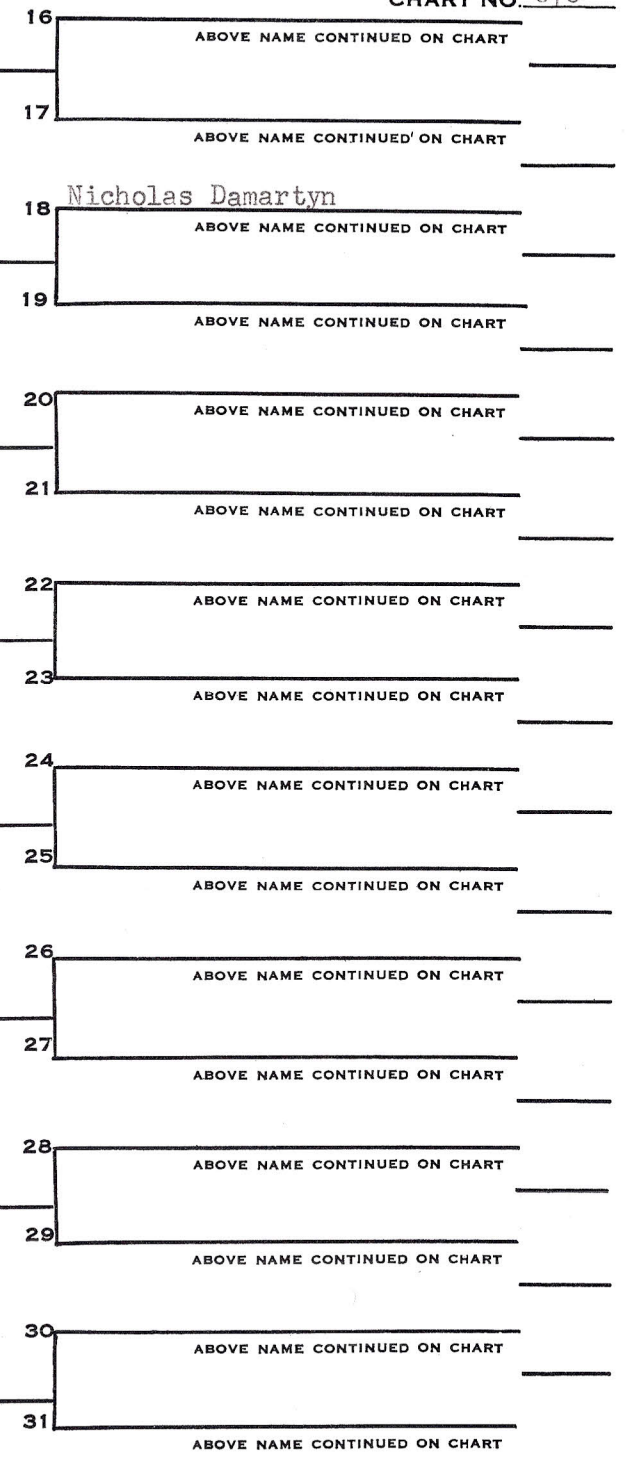 CHART NO.
16
ABOVE NAME CONTINUED ON CHART
17
ABOVE NAME CONTINUED ON CHART
Nicholas Damartyn
18
ABOVE NAME CONTINUED ON CHART
19
ABOVE NAME CONTINUED ON CHART
20
ABOVE NAME CONTINUED ON CHART
21
ABOVE NAME CONTINUED ON CHART
22
ABOVE NAME CONTINUED ON CHART
23
ABOVE NAME CONTINUED ON CHART
24
ABOVE NAME CONTINUED ON CHART
25
ABOVE NAME CONTINUED ON CHART
26
ABOVE NAME CONTINUED ON CHART
27
ABOVE NAME CONTINUED ON CHART
28
ABOVE NAME CONTINUED ON CHART
29
ABOVE NAME CONTINUED ON CHART
30
ABOVE NAME CONTINUED ON CHART
31
ABOVE NAME CONTINUED ON CHART